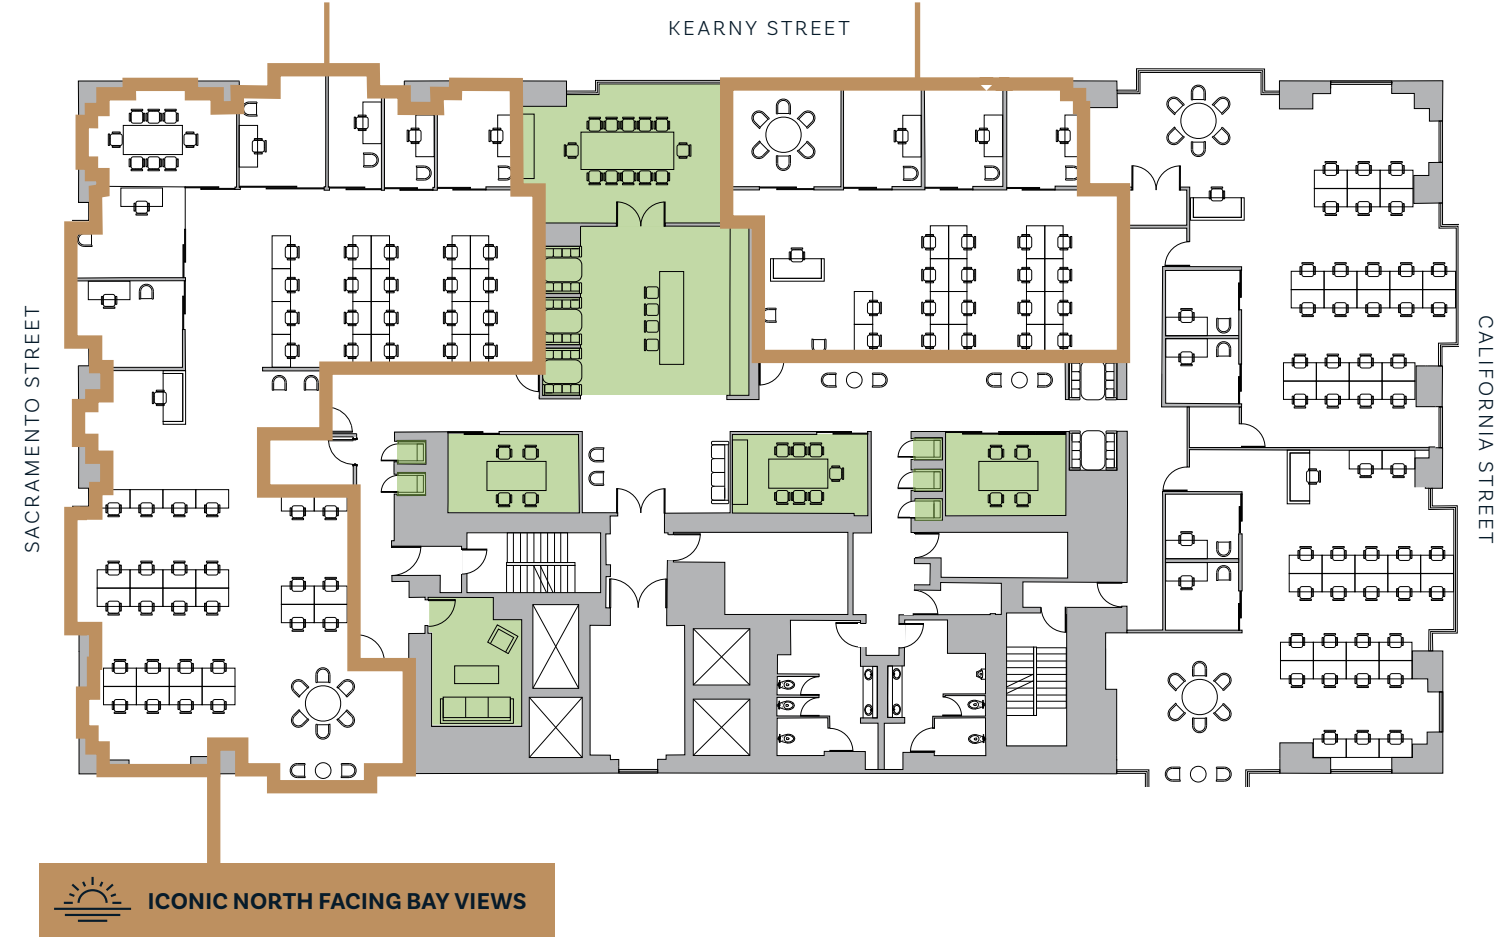 KEARNY STREET
SACRAMENTO STREET
CALIFORNIA STREET
ICONIC NORTH FACING BAY VIEWS